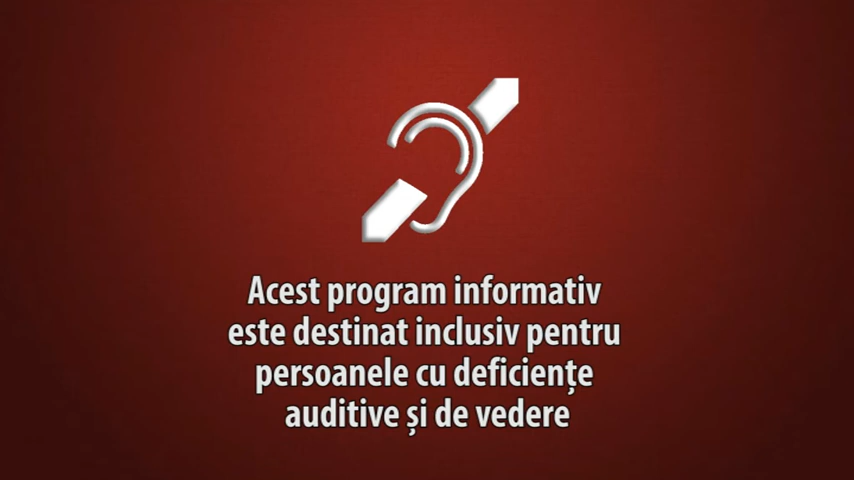 Acest program informativ
este destinat inclusiv pentru
persoanele cu deficiențe
auditive și de vedere